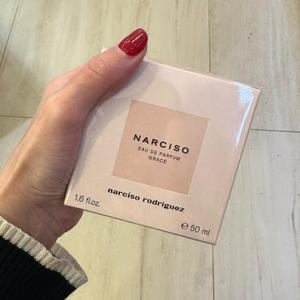 NARCISO
EAU DE PARFUM
GRACE
narciso rodriguez
1.6 fl.oz. ℮ 50 ml